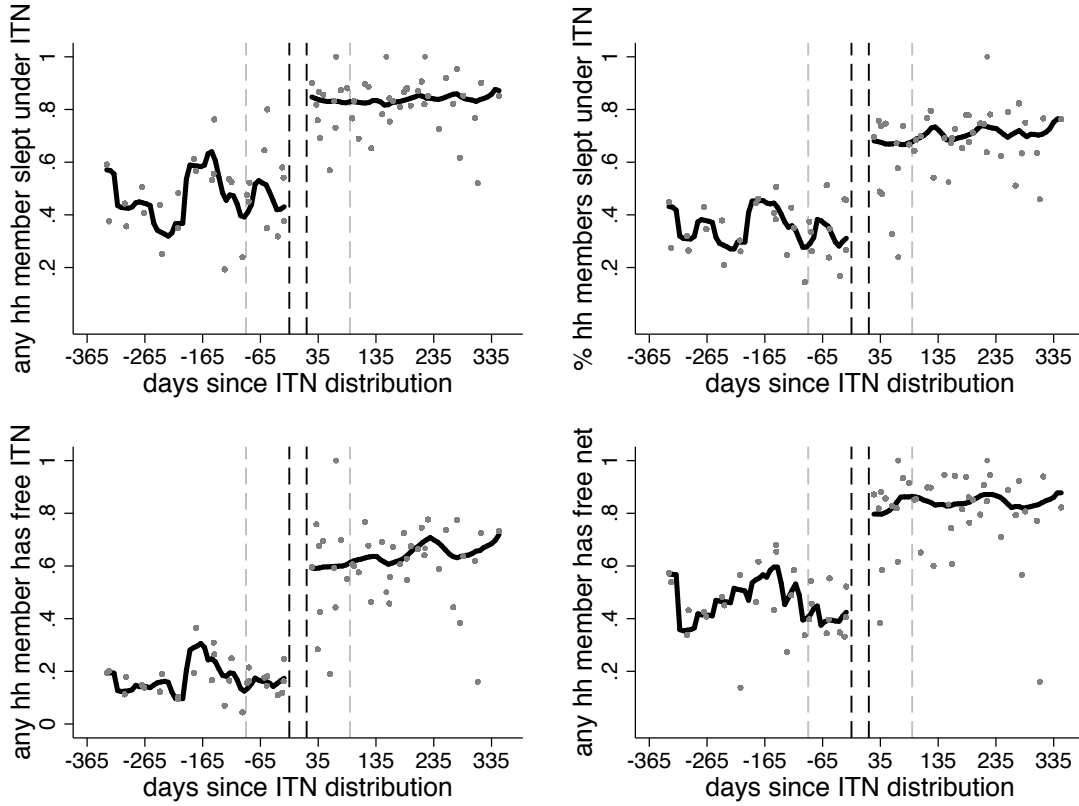 any hh member slept under ITN
1
.8
.6
.4
.2
-365 -265 -165 -65 35 135 235 335
days since ITN distribution
% hh members slept under ITN
1
.8
.6
.4
.2
-365 -265 -165 -65 35 135 235 335
days since ITN distribution
any hh member has free ITN
1
.8
.6
.4
.2
0
-365 -265 -165 -65 35 135 235 335
days since ITN distribution
any hh member has free net
1
.8
.6
.4
.2
-365 -265 -165 -65 35 135 235 335
days since ITN distribution